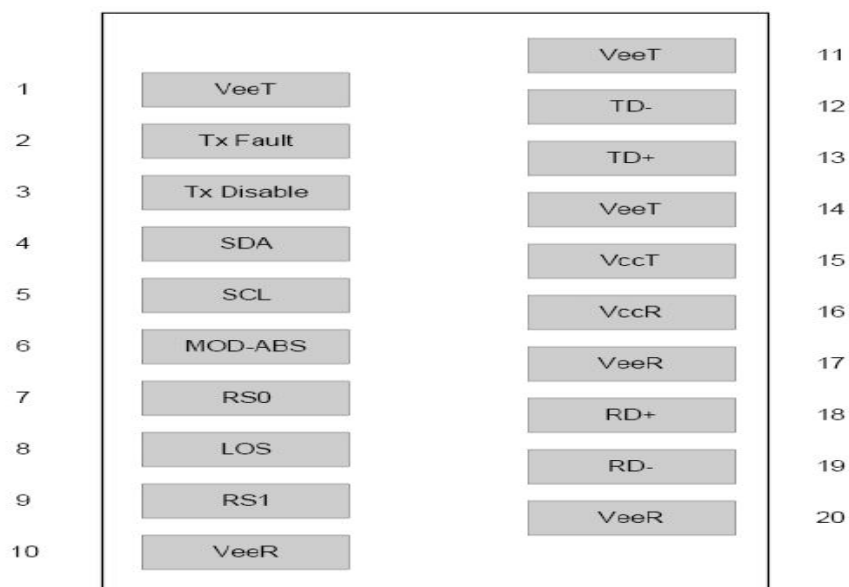 VeeT 11
1 VeeT
TD- 12
2 Tx Fault
TD+ 13
3 Tx Disable
VeeT 14
4 SDA
VccT 15
5 SCL
VccR 16
6 MOD-ABS
VeeR 17
7 RS0
RD+ 18
8 LOS
RD- 19
9 RS1
VeeR 20
10 VeeR